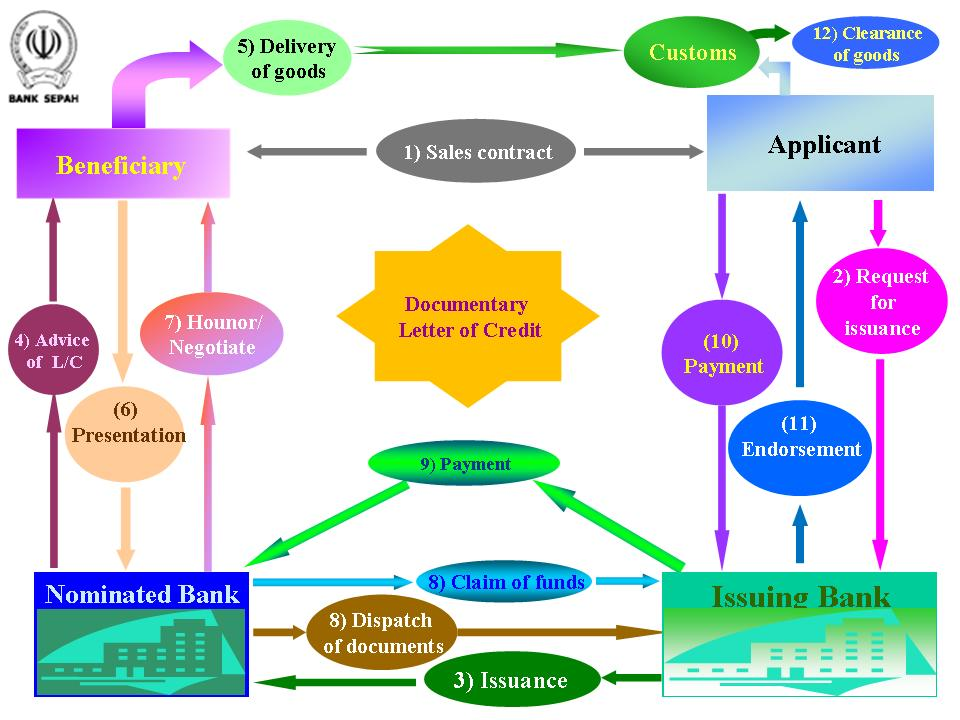 BANK SEPAH
5) Delivery
of goods
Customs
12) Clearance
of goods
Beneficiary
1) Sales contract
Applicant
4) Advice
of L/C
7) Hounor/
Negotiate
Documentary
Letter of Credit
(10)
Payment
2) Request
for
issuance
(6)
Presentation
(11)
Endorsement
9) Payment
Nominated Bank
8) Claim of funds
Issuing Bank
8) Dispatch
of documents
3) Issuance